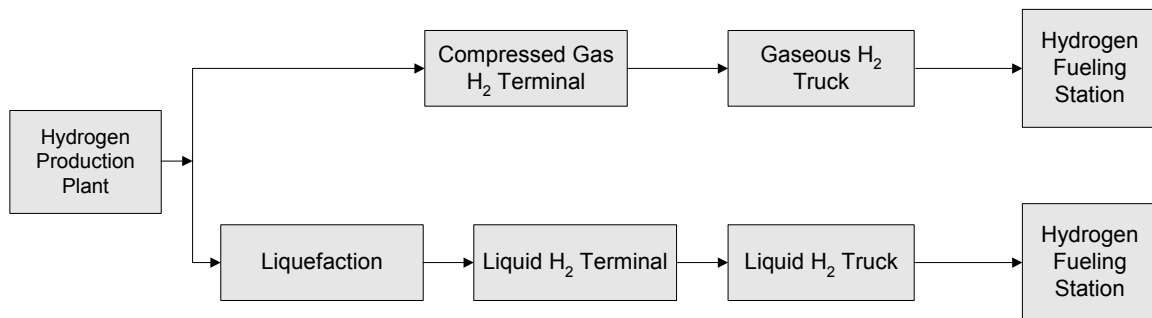 Hydrogen
Production
Plant
Compressed Gas
H₂ Terminal
Gaseous H₂
Truck
Hydrogen
Fueling
Station
Liquefaction
Liquid H₂ Terminal
Liquid H₂ Truck
Hydrogen
Fueling
Station